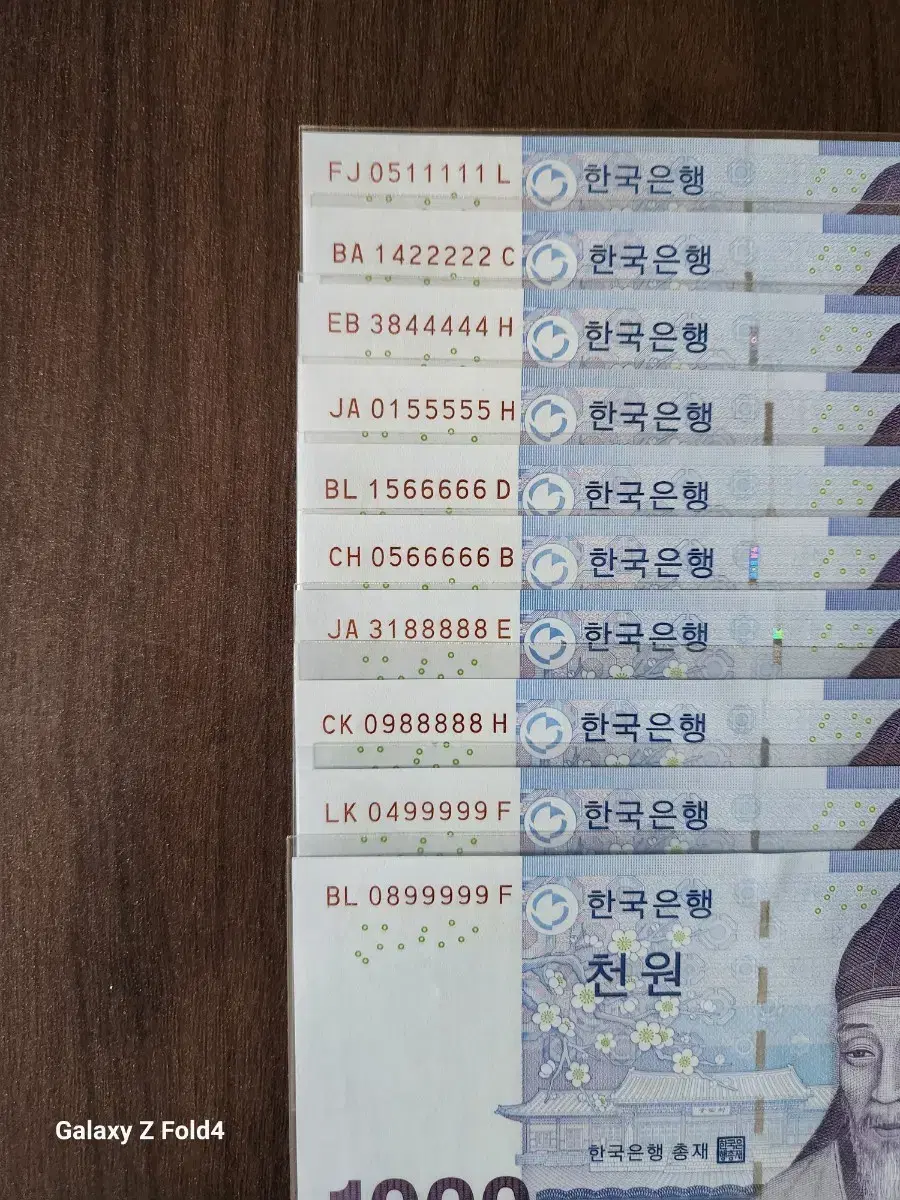 FJ 0511111 L 한국은행
BA 1422222 C 한국은행
EB 3844444 H 한국은행
JA 0155555 H 한국은행
BL 1566666 D 한국은행
CH 0566666 B 한국은행
JA 3188888 E 한국은행
CK 0988888 H 한국은행
LK 0499999 F 한국은행
BL 0899999 F 한국은행
천원
Galaxy Z Fold4
한국은행 총재
1000